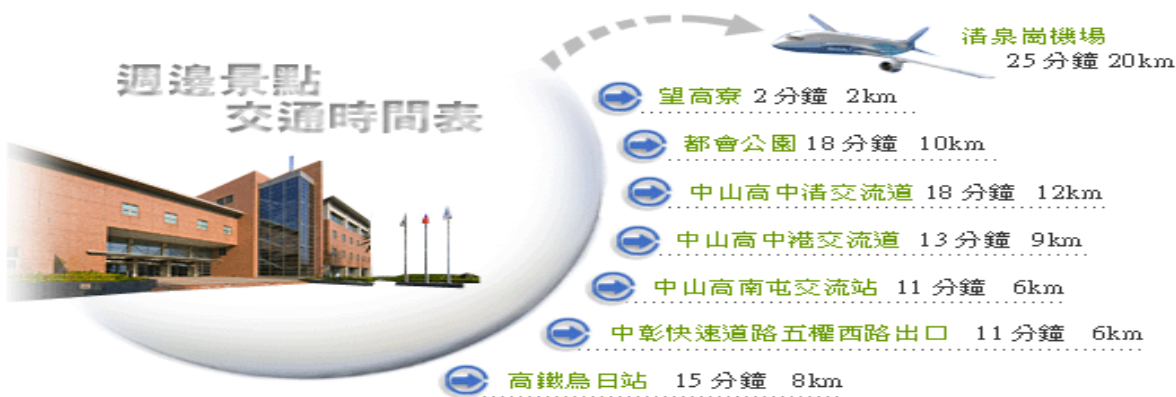 週邊景點
交通時間表
清泉崗機場
25 分鐘 20km
望高寮 2 分鐘 2km
都會公園 18 分鐘 10km
中山高中清交流道 18 分鐘 12km
中山高中港交流道 13 分鐘 9km
中山高南屯交流站 11 分鐘 6km
中彰快速道路五權西路出口 11 分鐘 6km
高鐵烏日站 15 分鐘 8km